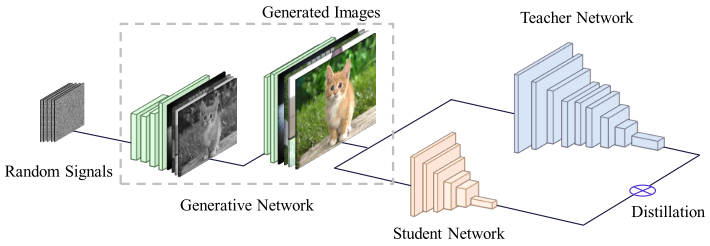 Generated Images
Teacher Network
Random Signals
Generative Network
Distillation
Student Network